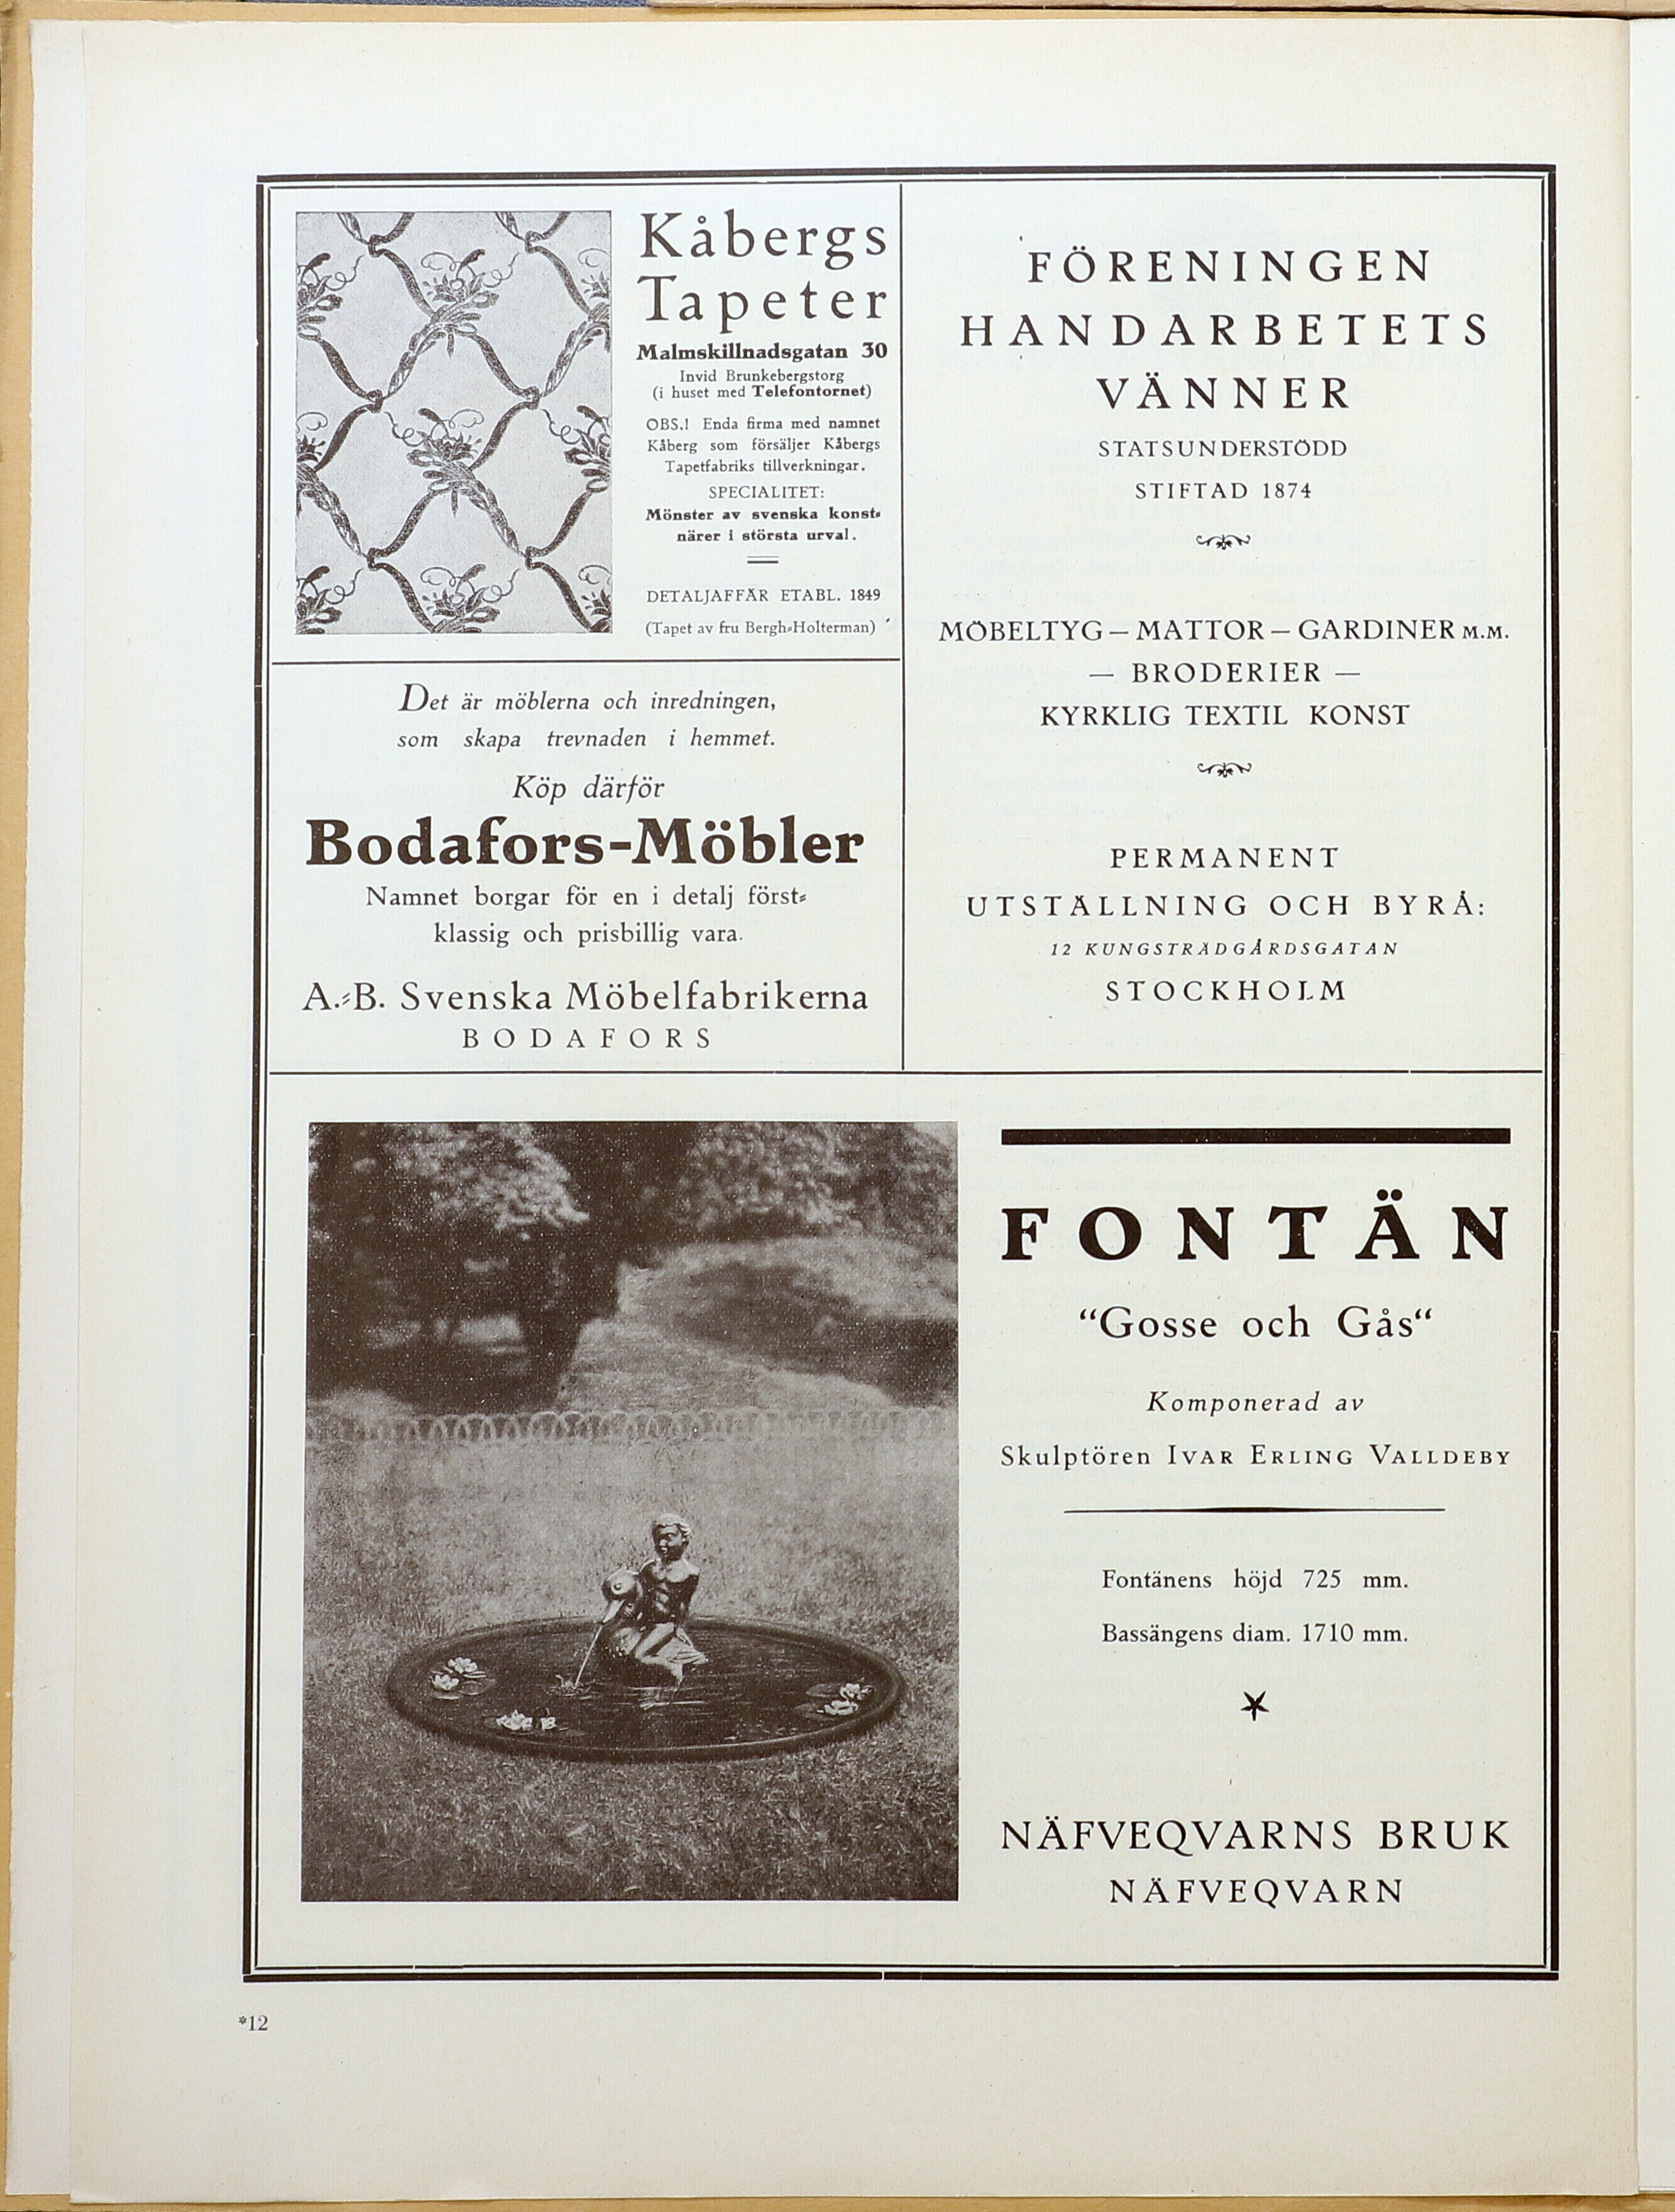 Kåbergs
Tapeter
Malmskillnadsgatan 30
Invid Brunkebergstorg
(i huset med Telefontornet)
OBS.! Enda firma med namnet
Kåberg som försäljer Kåbergs
Tapetfabriks tillverkningar.
SPECIALITET:
Mönster av svenska konst-
närer i största urval.
DETALJAFFÄR ETABL. 1849
(Tapet av fru Bergh-Holterman)
Det är möblerna och inredningen,
som skapa trevnaden i hemmet.
Köp därför
Bodafors-Möbler
Namnet borgar för en i detalj först-
klassig och prisbillig vara.
A.-B. Svenska Möbelfabrikerna
BODAFORS
FÖRENINGEN
HANDARBETETS
VÄNNER
STATSUNDERSTÖDD
STIFTAD 1874
MÖBELTYG – MATTOR – GARDINER M.M.
– BRODERIER –
KYRKLIG TEXTIL KONST
PERMANENT
UTSTÄLLNING OCH BYRÅ:
12 KUNGSTRÄDGÅRDSGATAN
STOCKHOLM
FONTÄN
“Gosse och Gås“
Komponerad av
Skulptören IVAR ERLING VALLDEBY
Fontänens höjd 725 mm.
Bassängens diam. 1710 mm.
NÄFVEQVARNS BRUK
NÄFVEQVARN
*12